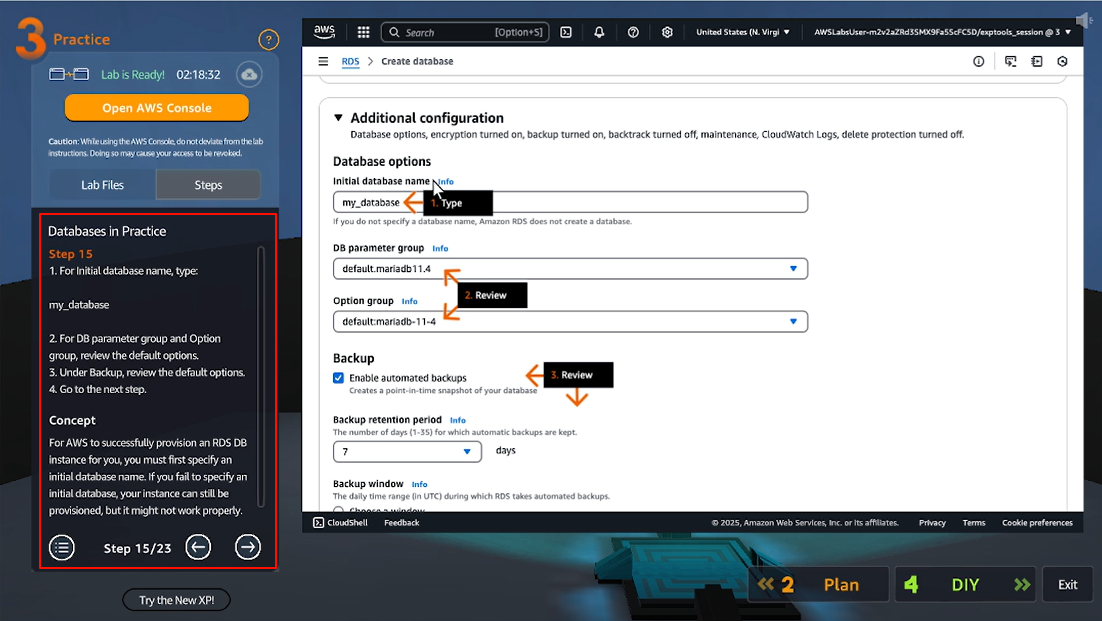 3 Practice
?
Lab is Ready! 02:18:32
Open AWS Console
Caution: While using the AWS Console, do not deviate from the lab
instructions. Doing so may cause your access to be revoked.
Lab Files
Steps
Databases in Practice
Step 15
1. For Initial database name, type:
my_database
2. For DB parameter group and Option
group, review the default options.
3. Under Backup, review the default options.
4. Go to the next step.
Concept
For AWS to successfully provision an RDS DB
instance for you, you must first specify an
initial database name. If you fail to specify an
initial database, your instance can still be
provisioned, but it might not work properly.
Step 15/23
Try the New XP!
aws
Search
[Option+S]
United States (N. Virgi
AWSLabsUser-m2v2aZRd3SMX9Fa5ScFC5D/exptools_session @ 3
RDS > Create database
Additional configuration
Database options, encryption turned on, backup turned on, backtrack turned off, maintenance, CloudWatch Logs, delete protection turned off.
Database options
Initial database name Info
my_database
1. Type
If you do not specify a database name, Amazon RDS does not create a database.
DB parameter group Info
default.mariadb11.4
2. Review
Option group Info
default:mariadb-11-4
Backup
Enable automated backups
Creates a point-in-time snapshot of your database
3. Review
Backup retention period Info
The number of days (1-35) for which automatic backups are kept.
7
days
Backup window Info
The daily time range (in UTC) during which RDS takes automated backups.
Choose a window
CloudShell
Feedback
© 2025, Amazon Web Services, Inc. or its affiliates.
Privacy
Terms
Cookie preferences
2 Plan
4 DIY
Exit